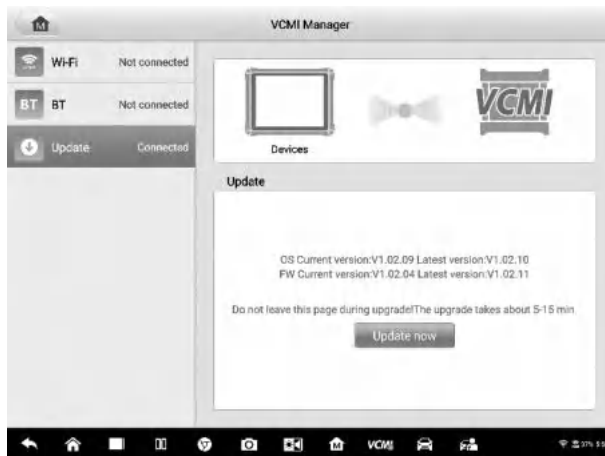 M
VCMI Manager
Wi-Fi Not connected
BT BT Not connected
Update Connected
VCMI
Devices
Update
OS Current version:V1.02.09 Latest version:V1.02.10
FW Current version:V1.02.04 Latest version:V1.02.11
Do not leave this page during upgrade!The upgrade takes about 5-15 min
Update now
M VCMI 37%